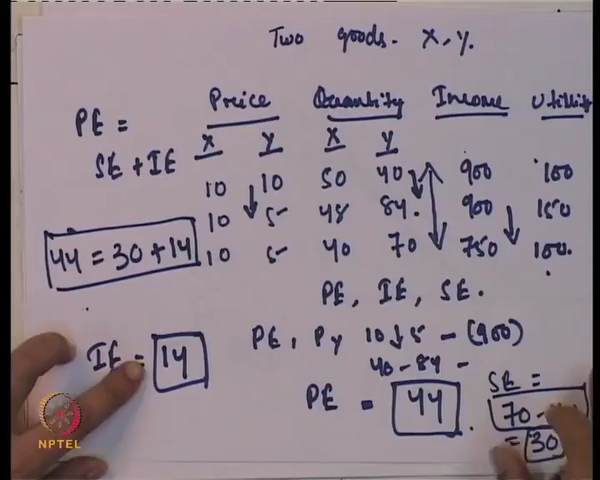 Two goods. X, Y.
Price Quantity Income Utility
PE =
X Y X Y
SE + IE
10 10 50 40 900 100
10 5 48 84. 900 150
44 = 30 + 14
10 5 40 70 750 100.
PE, IE, SE.
PE, Py 10 ↓ 5 - (900)
40 - 84 -
IE = 14
PE = 44.
SE =
70 -
= 30
NPTEL